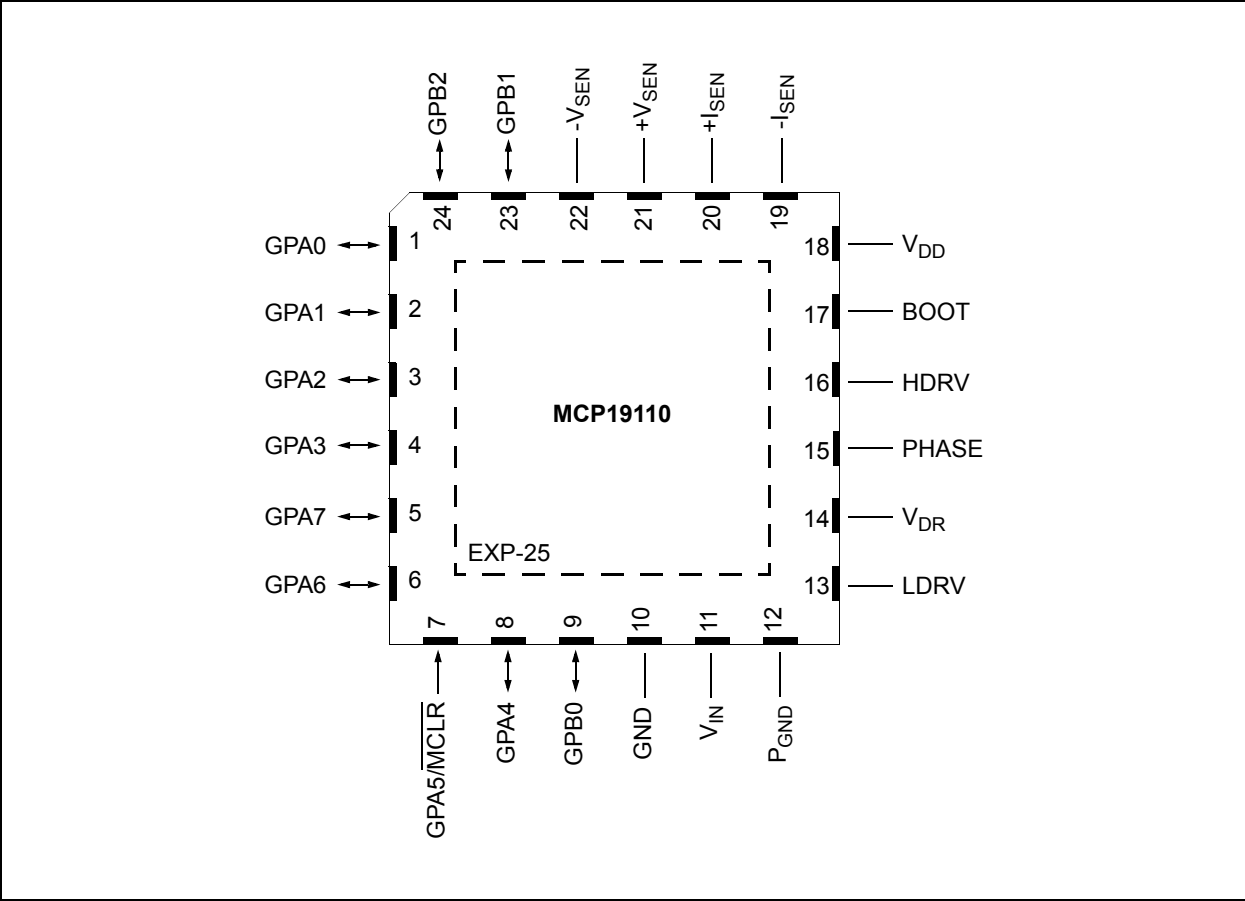 GPB2
GPB1
-VSEN
+VSEN
+ISEN
-ISEN
24
23
22
21
20
19
GPA0
1
18
VDD
GPA1
2
17
BOOT
GPA2
3
16
HDRV
MCP19110
GPA3
4
15
PHASE
GPA7
5
14
VDR
EXP-25
GPA6
6
13
LDRV
7
8
9
10
11
12
GPA5/MCLR
GPA4
GPB0
GND
VIN
PGND